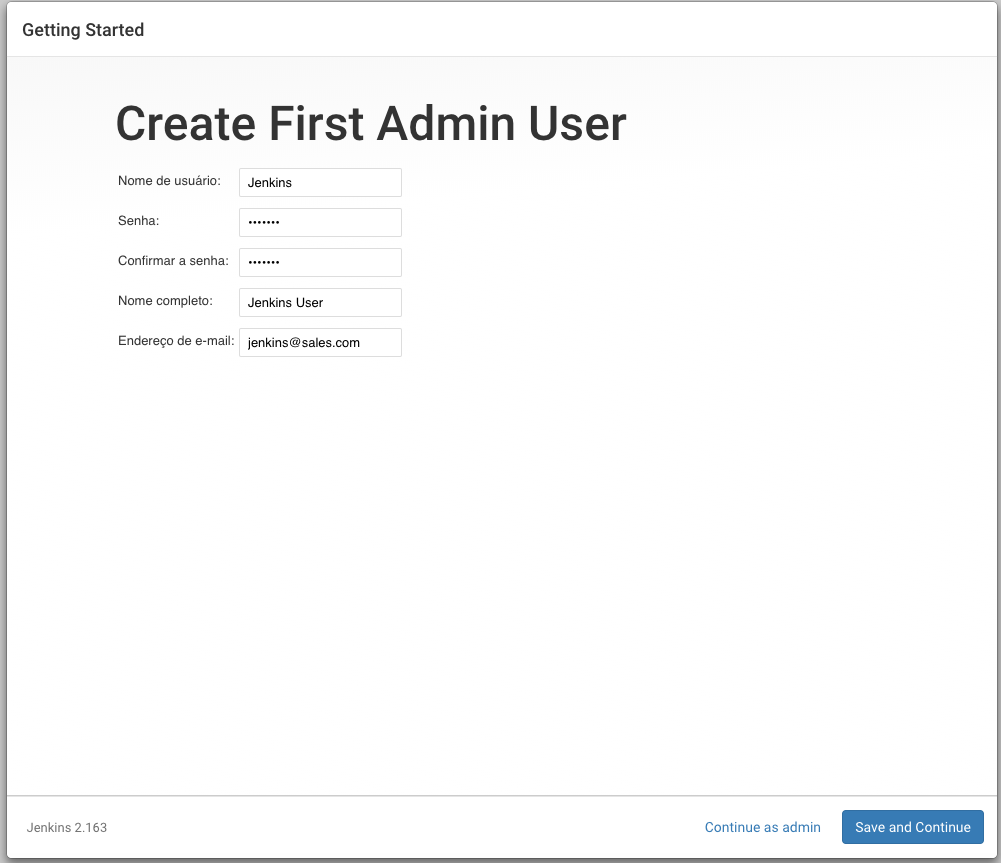 Getting Started
Create First Admin User
Nome de usuário: Jenkins
Senha: •••••••
Confirmar a senha: •••••••
Nome completo: Jenkins User
Endereço de e-mail: jenkins@sales.com
Jenkins 2.163 Continue as admin Save and Continue